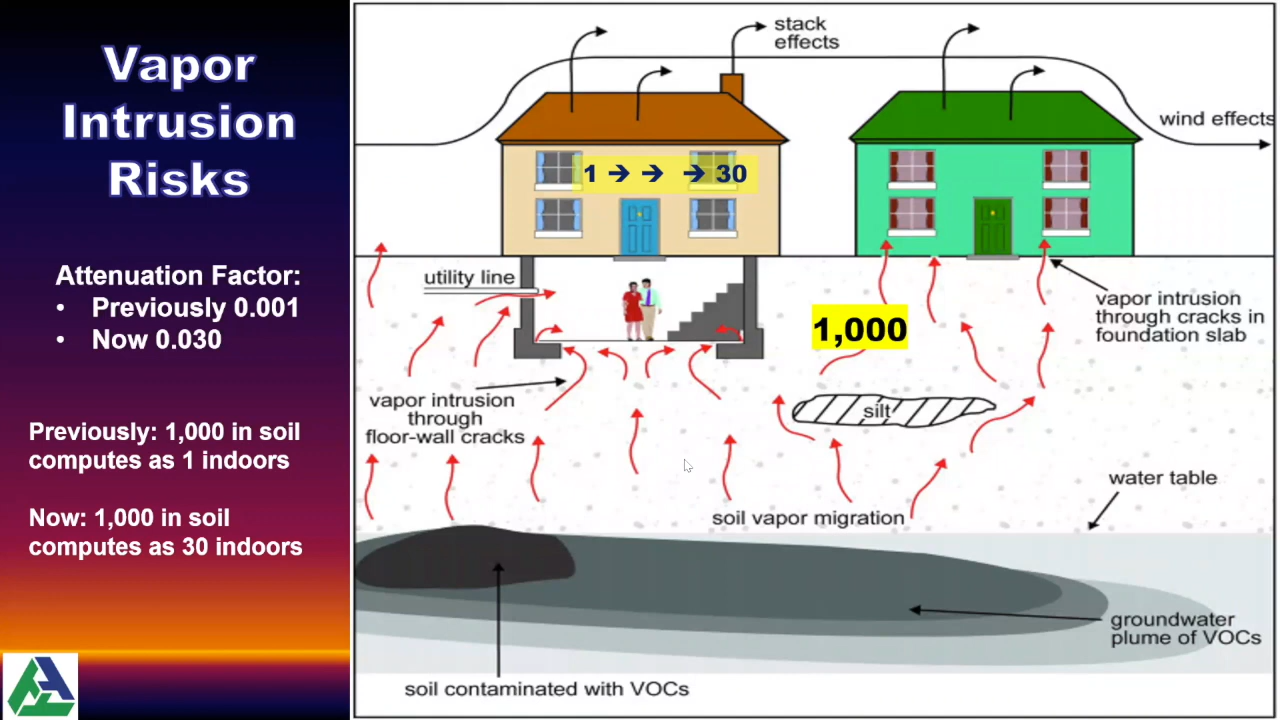 Vapor
Intrusion
Risks
Attenuation Factor:
• Previously 0.001
• Now 0.030
Previously: 1,000 in soil
computes as 1 indoors
Now: 1,000 in soil
computes as 30 indoors
stack
effects
wind effects
1 → → → 30
utility line
1,000
vapor intrusion
through cracks in
foundation slab
vapor intrusion
through
floor-wall cracks
silt
water table
soil vapor migration
groundwater
plume of VOCs
soil contaminated with VOCs